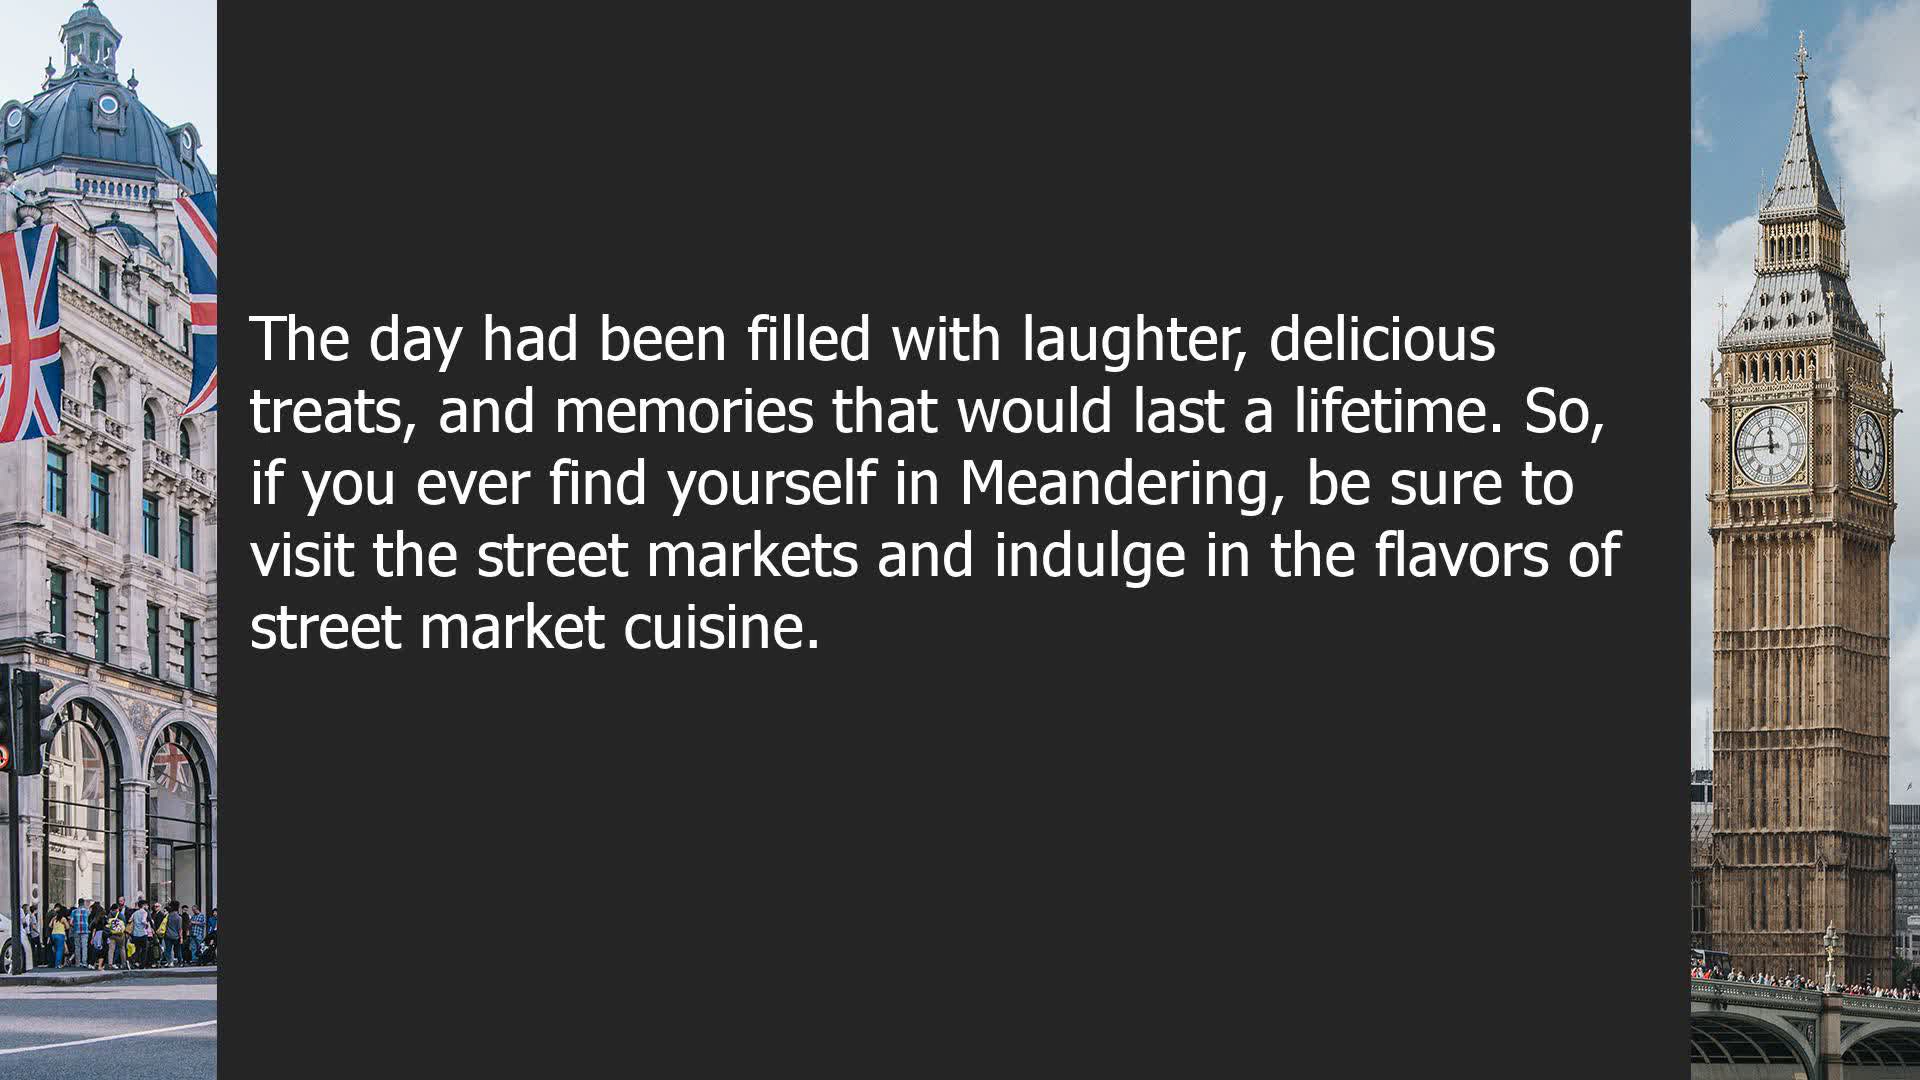 The day had been filled with laughter, delicious
treats, and memories that would last a lifetime. So,
if you ever find yourself in Meandering, be sure to
visit the street markets and indulge in the flavors of
street market cuisine.